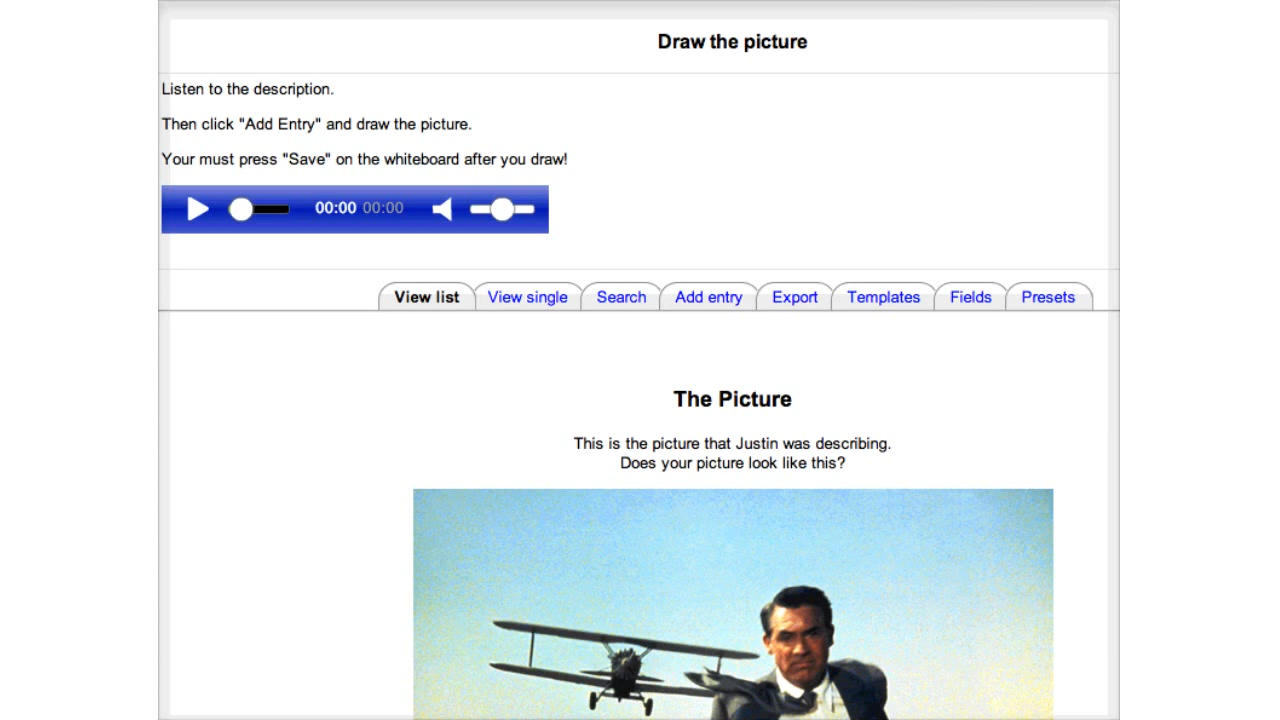 Draw the picture
Listen to the description.
Then click "Add Entry" and draw the picture.
Your must press "Save" on the whiteboard after you draw!
00:00 00:00
View list View single Search Add entry Export Templates Fields Presets
The Picture
This is the picture that Justin was describing.
Does your picture look like this?